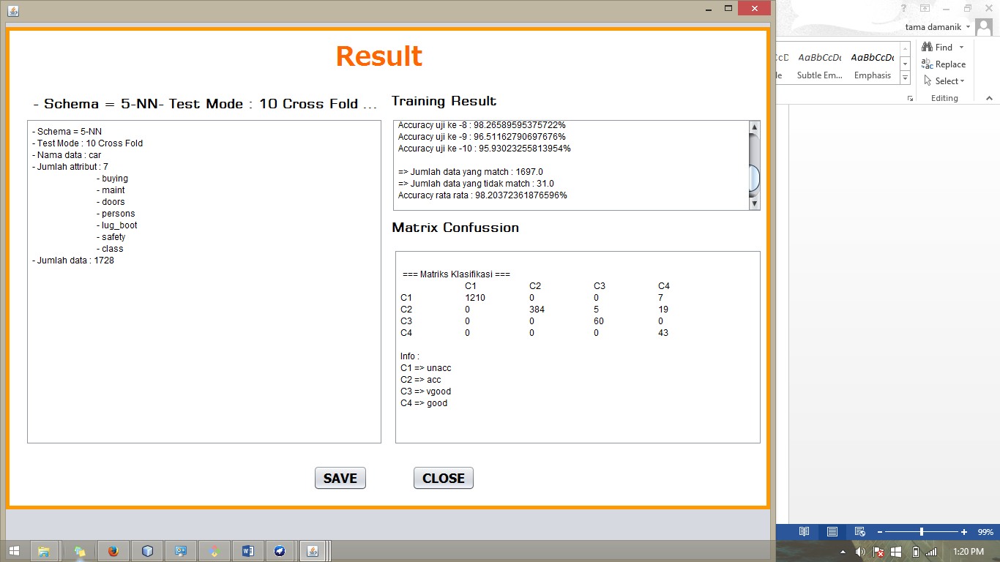 Result
- Schema = 5-NN- Test Mode : 10 Cross Fold ...
- Schema = 5-NN
- Test Mode : 10 Cross Fold
- Nama data : car
- Jumlah attribut : 7
- buying
- maint
- doors
- persons
- lug_boot
- safety
- class
- Jumlah data : 1728
Training Result
Accuracy uji ke -8 : 98.26589595375722%
Accuracy uji ke -9 : 96.51162790697676%
Accuracy uji ke -10 : 95.93023255813954%
=> Jumlah data yang match : 1697.0
=> Jumlah data yang tidak match : 31.0
Accuracy rata rata : 98.20372361876596%
Matrix Confussion
=== Matriks Klasifikasi ===
C1 C2 C3 C4
C1 1210 0 0 7
C2 0 384 5 19
C3 0 0 60 0
C4 0 0 0 43
Info :
C1 => unacc
C2 => acc
C3 => vgood
C4 => good
SAVE CLOSE
tama damanik
AaBbCcDc AaBbCcDc
Subtle Em... Emphasis
Find
Replace
Select
Editing
99%
1:20 PM